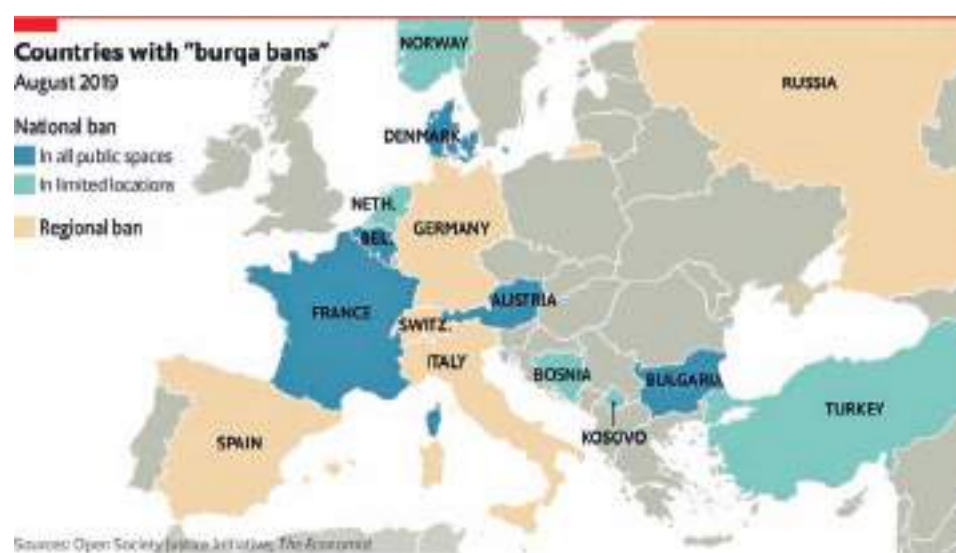 Countries with "burqa bans"
August 2019
National ban
In all public spaces
In limited locations
Regional ban
NORWAY
RUSSIA
DENMARK
NETH.
GERMANY
BEL.
AUSTRIA
FRANCE
SWITZ.
ITALY
BOSNIA
BULGARIA
TURKEY
KOSOVO
SPAIN
Sources: Open Society Justice Initiative; The Economist